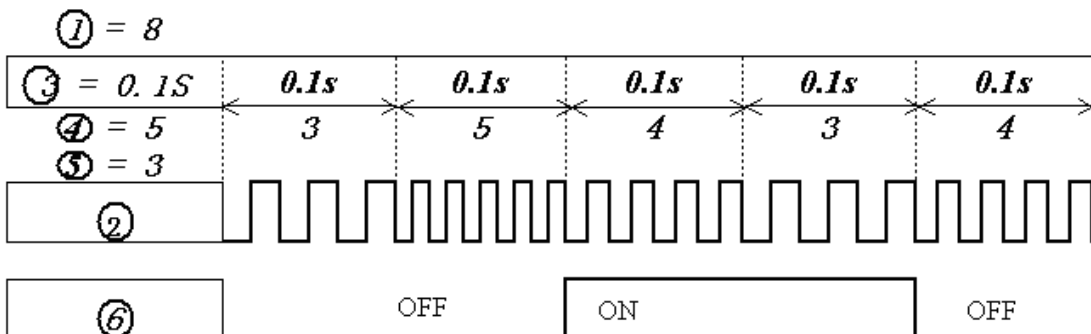 ① = 8
③ = 0.1S 0.1s 0.1s 0.1s 0.1s 0.1s
④ = 5 3 5 4 3 4
⑤ = 3
②
⑥ OFF ON OFF